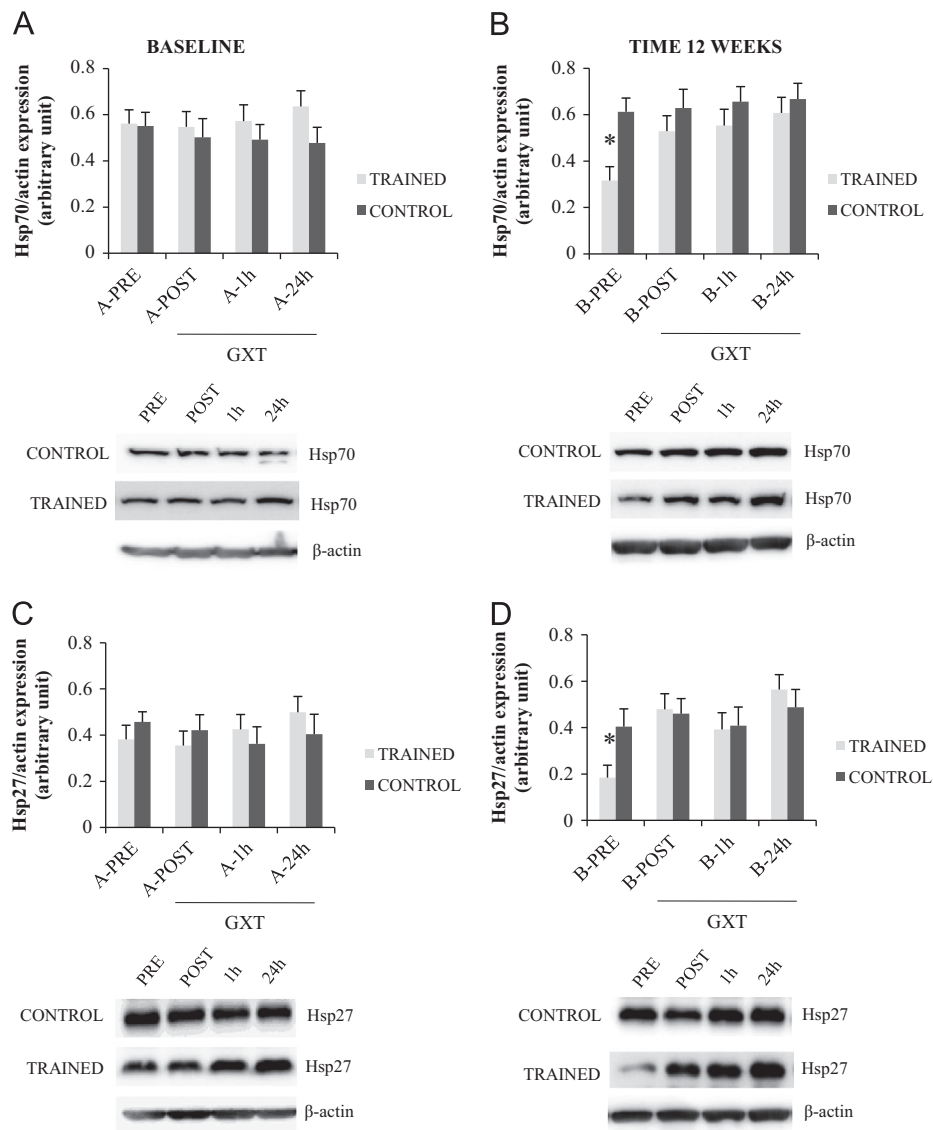 A
BASELINE
Hsp70/actin expression
(arbitrary unit)
0.8
0.6
0.4
0.2
0
A-PRE
A-POST
A-1h
A-24h
TRAINED
CONTROL
GXT
PRE
POST
1h
24h
CONTROL
Hsp70
TRAINED
Hsp70
β-actin
B
TIME 12 WEEKS
Hsp70/actin expression
(arbitraty unit)
0.8
0.6
0.4
0.2
0
*
B-PRE
B-POST
B-1h
B-24h
TRAINED
CONTROL
GXT
PRE
POST
1h
24h
CONTROL
Hsp70
TRAINED
Hsp70
β-actin
C
Hsp27/actin expression
(arbitrary unit)
0.8
0.6
0.4
0.2
0
A-PRE
A-POST
A-1h
A-24h
TRAINED
CONTROL
GXT
PRE
POST
1h
24h
CONTROL
Hsp27
TRAINED
Hsp27
β-actin
D
Hsp27/actin expression
(arbitrary unit)
0.8
0.6
0.4
0.2
0
*
B-PRE
B-POST
B-1h
B-24h
TRAINED
CONTROL
GXT
PRE
POST
1h
24h
CONTROL
Hsp27
TRAINED
Hsp27
β-actin